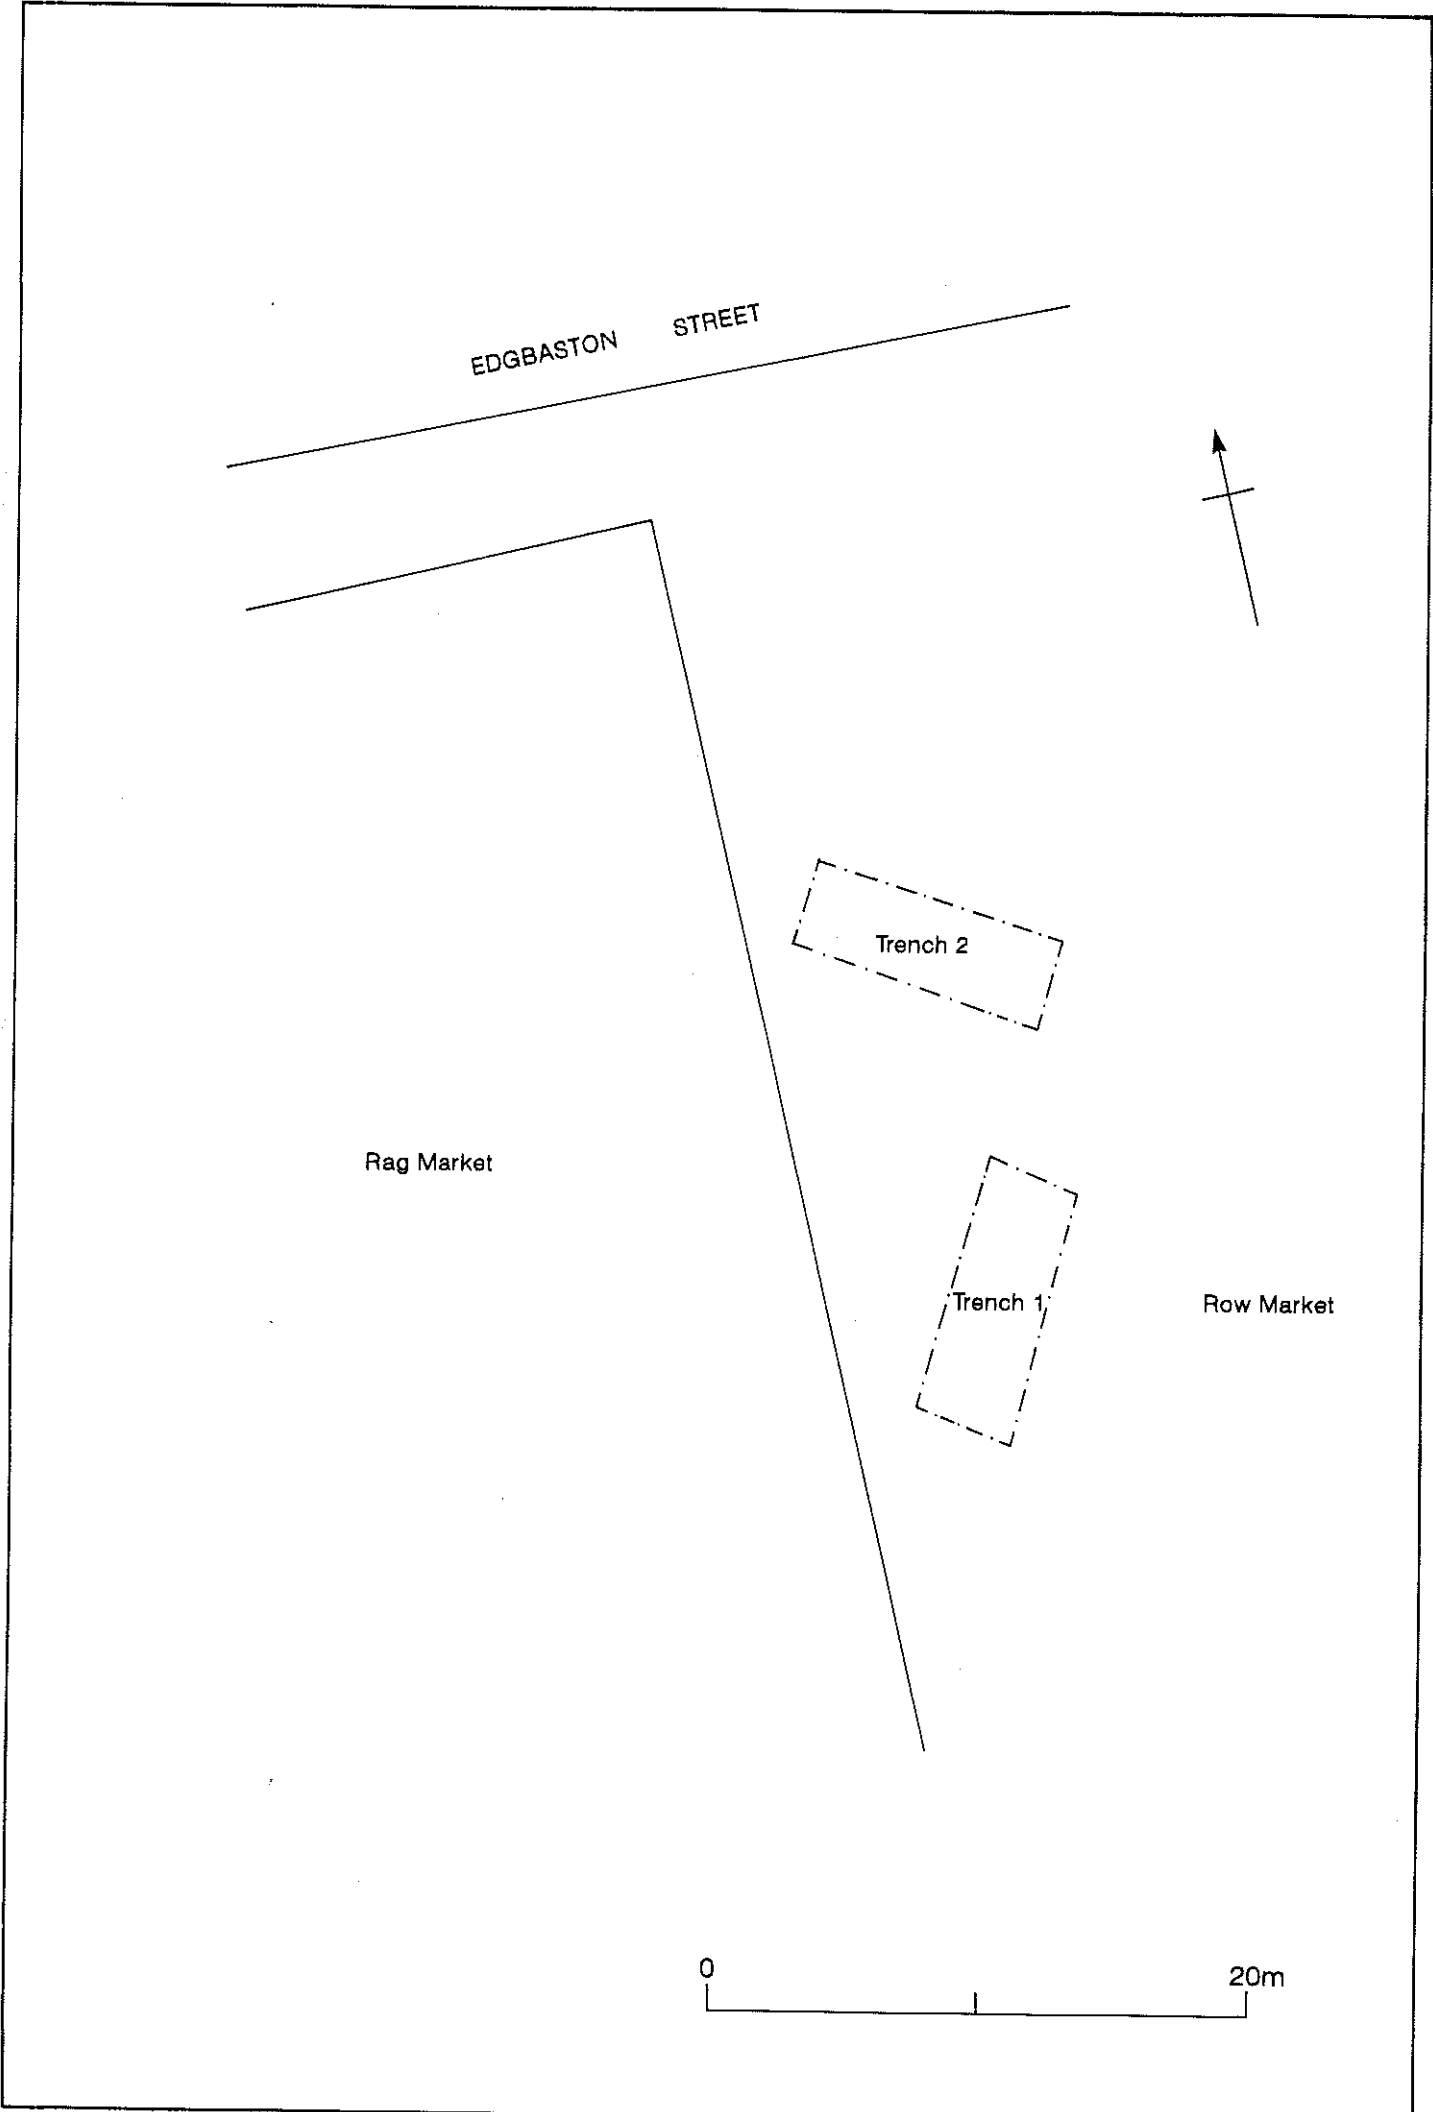 EDGBASTON STREET
Trench 2
Rag Market
Trench 1
Row Market
0 20m